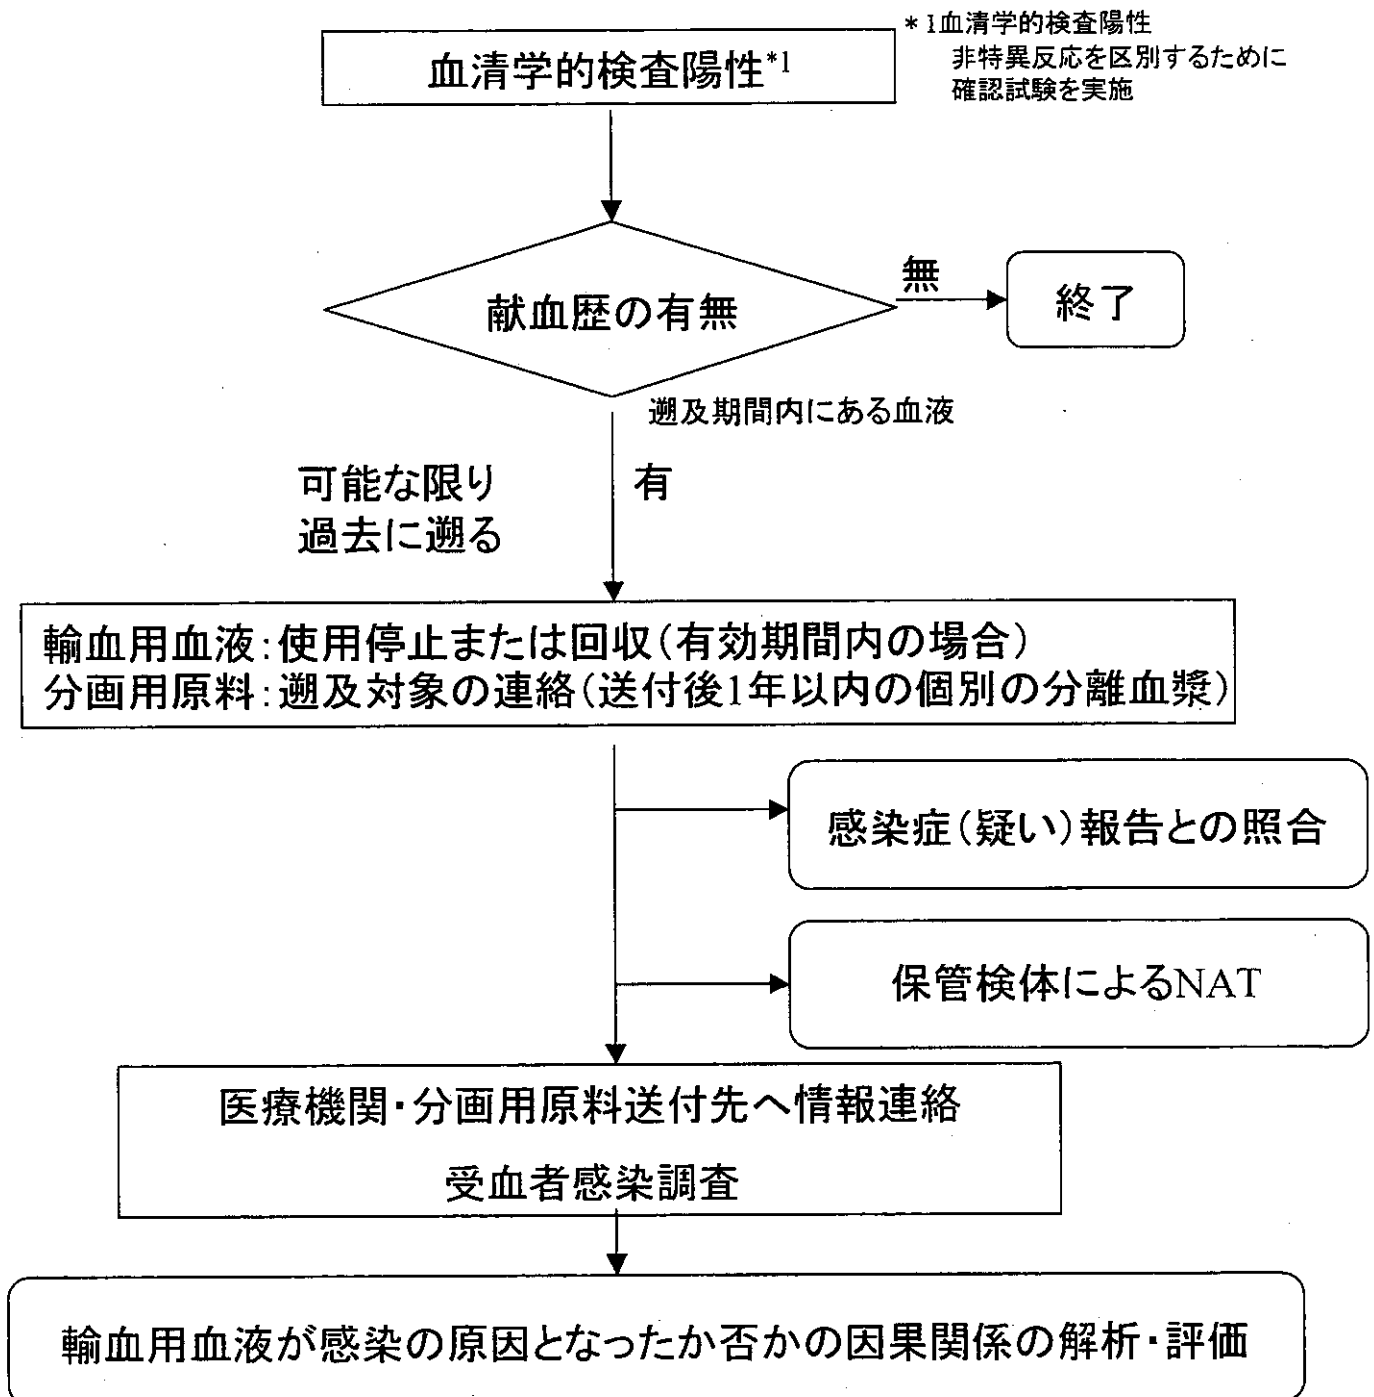 血清学的検査陽性*1
*1血清学的検査陽性
非特異反応を区別するために
確認試験を実施
献血歴の有無
無
終了
遡及期間内にある血液
可能な限り
過去に遡る
有
輸血用血液:使用停止または回収(有効期間内の場合)
分画用原料:遡及対象の連絡(送付後1年以内の個別の分離血漿)
感染症(疑い)報告との照合
保管検体によるNAT
医療機関・分画用原料送付先へ情報連絡
受血者感染調査
輸血用血液が感染の原因となったか否かの因果関係の解析・評価